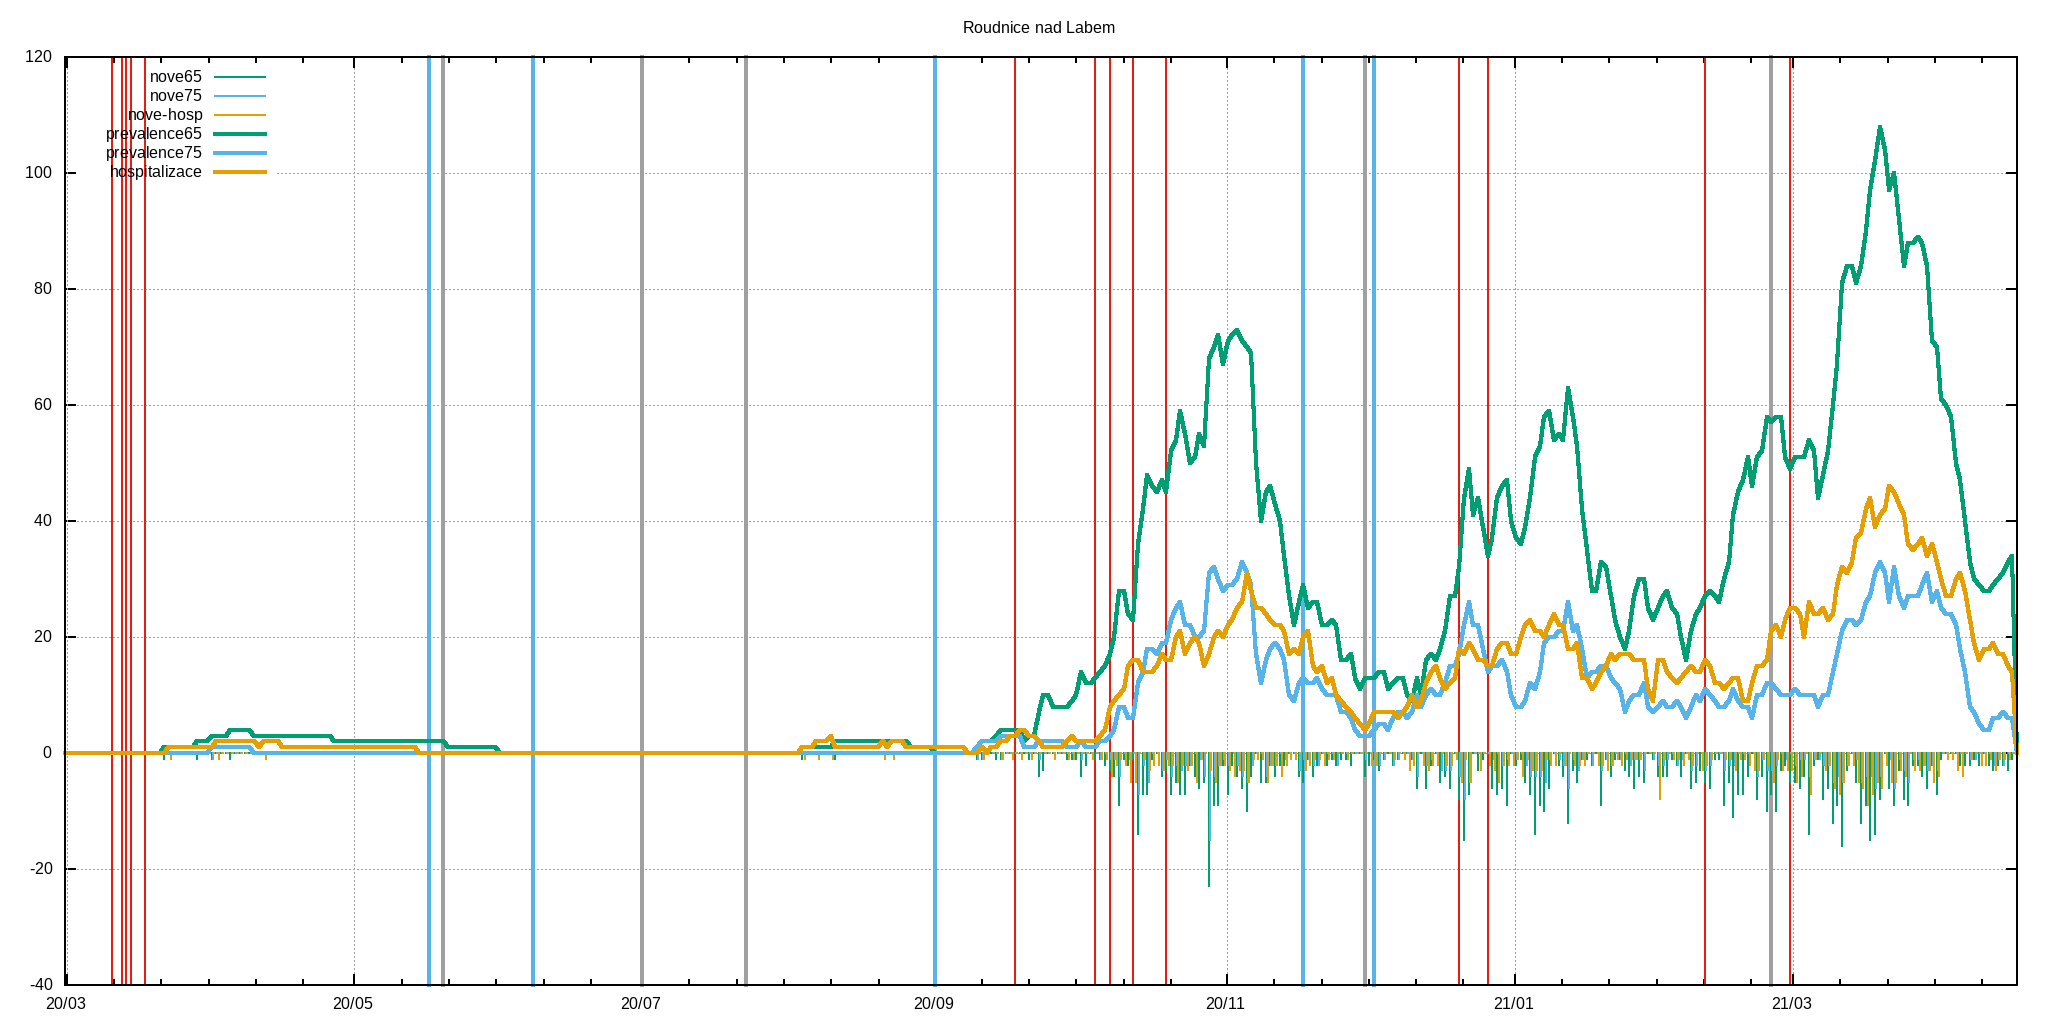 Roudnice nad Labem
120
100
80
60
40
20
0
-20
-40
nove65
nove75
nove-hosp
prevalence65
prevalence75
hospitalizace
20/03 20/05 20/07 20/09 20/11 21/01 21/03